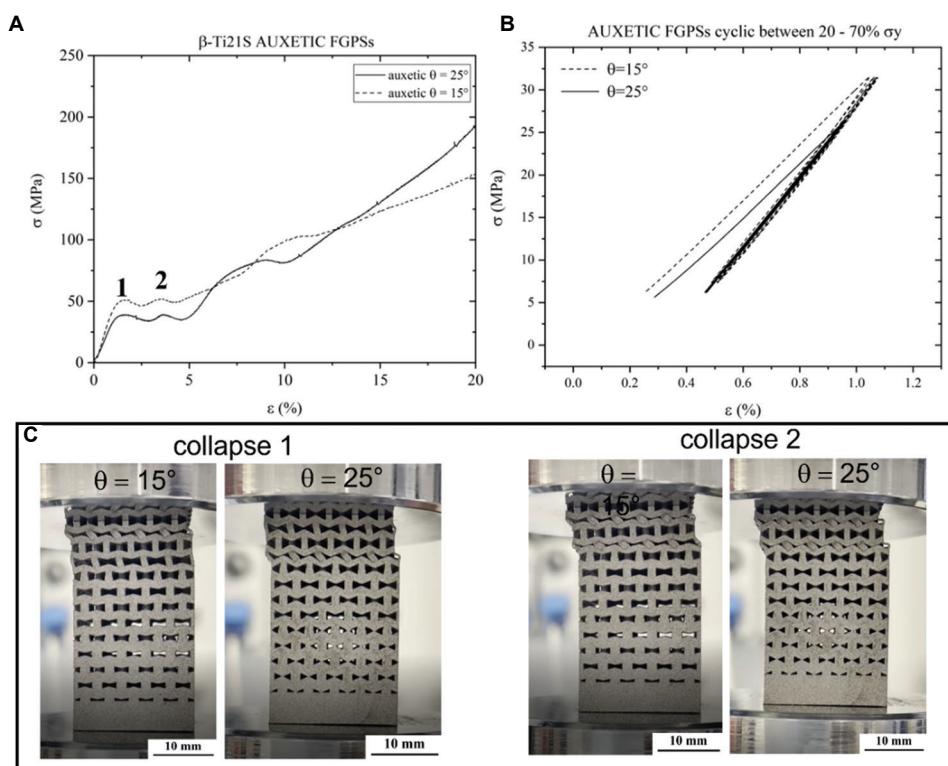 A
β-Ti21S AUXETIC FGPSs
250
200
150
100
50
0
σ (MPa)
auxetic θ = 25°
auxetic θ = 15°
1
2
0
5
10
15
20
ε (%)
B
AUXETIC FGPSs cyclic between 20 - 70% σy
35
30
25
20
15
10
5
0
σ (MPa)
θ=15°
θ=25°
0.0
0.2
0.4
0.6
0.8
1.0
1.2
ε (%)
C
collapse 1
collapse 2
θ = 15°
θ = 25°
θ =
15°
θ = 25°
10 mm
10 mm
10 mm
10 mm